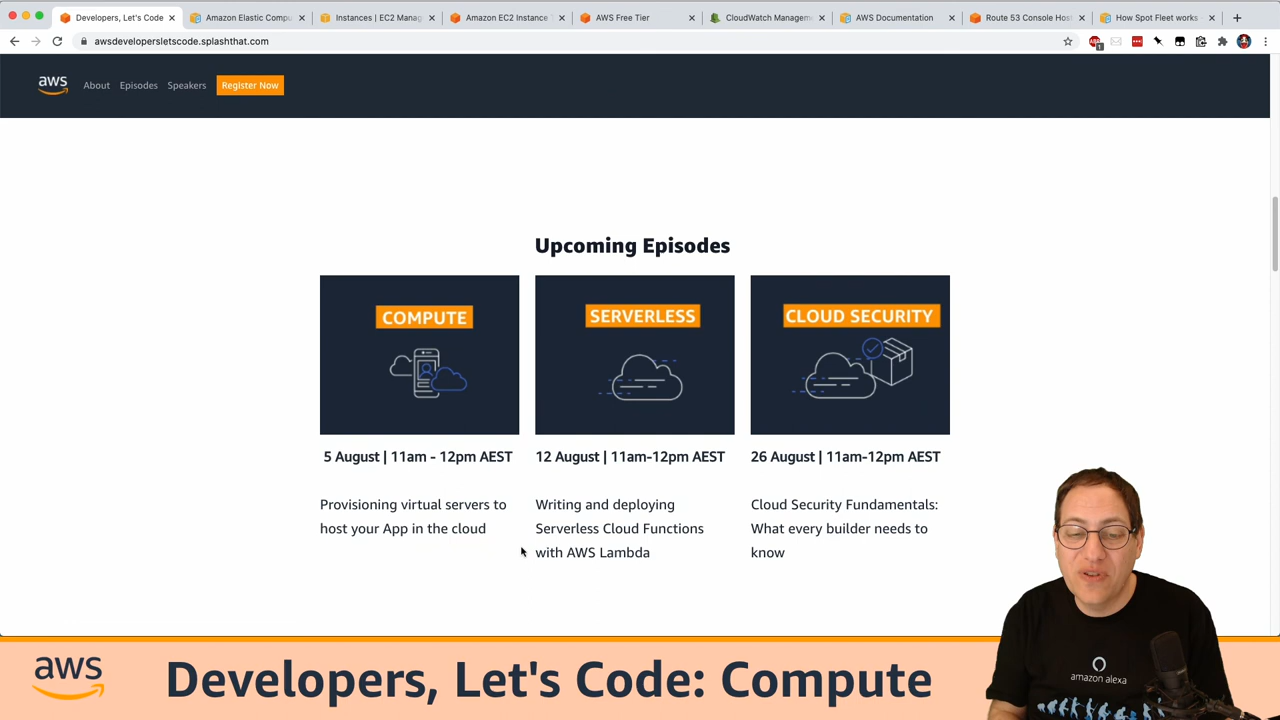 Developers, Let's Code
Amazon Elastic Compu
Instances | EC2 Manag
Amazon EC2 Instance
AWS Free Tier
CloudWatch Managem
AWS Documentation
Route 53 Console Hos
How Spot Fleet works
awsdevelopersletscode.splashthat.com
1
aws
About
Episodes
Speakers
Register Now
Upcoming Episodes
COMPUTE
SERVERLESS
CLOUD SECURITY
5 August | 11am - 12pm AEST
12 August | 11am-12pm AEST
26 August | 11am-12pm AEST
Provisioning virtual servers to
host your App in the cloud
Writing and deploying
Serverless Cloud Functions
with AWS Lambda
Cloud Security Fundamentals:
What every builder needs to
know
amazon alexa
aws
Developers, Let's Code: Compute